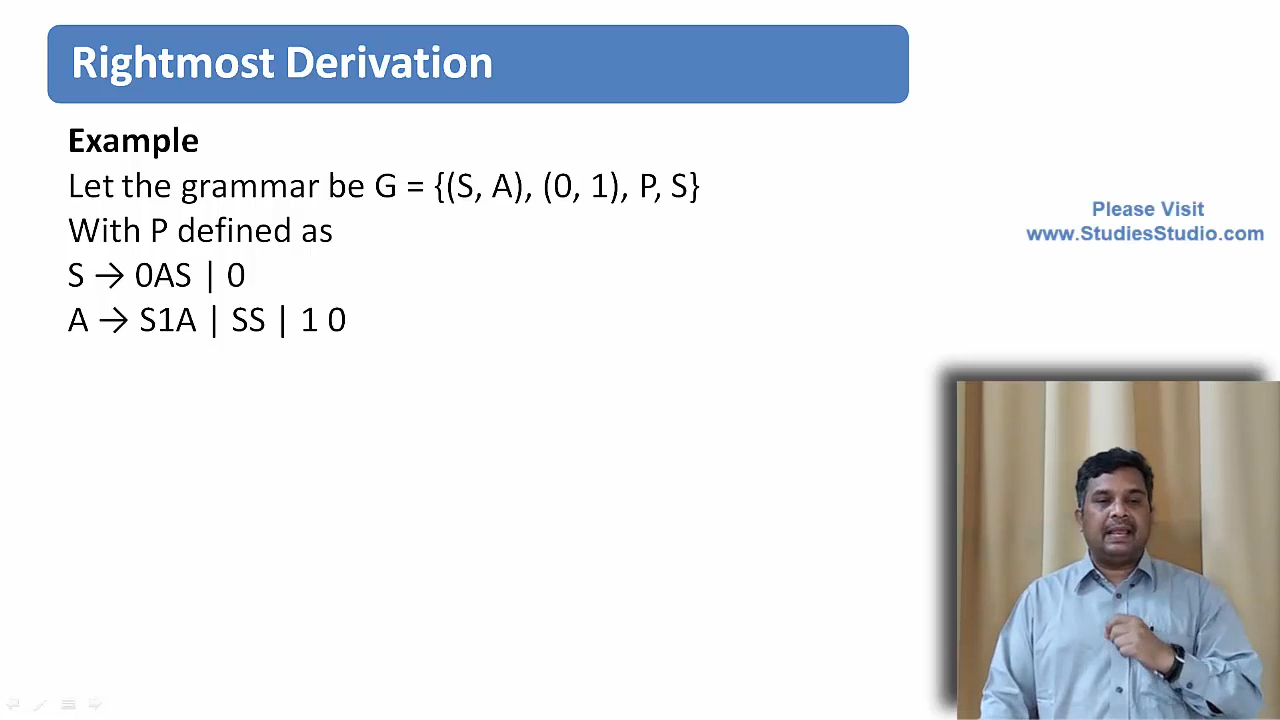 Rightmost Derivation
Example
Let the grammar be G = {(S, A), (0, 1), P, S}
With P defined as
S → 0AS | 0
A → S1A | SS | 1 0
Please Visit
www.StudiesStudio.com